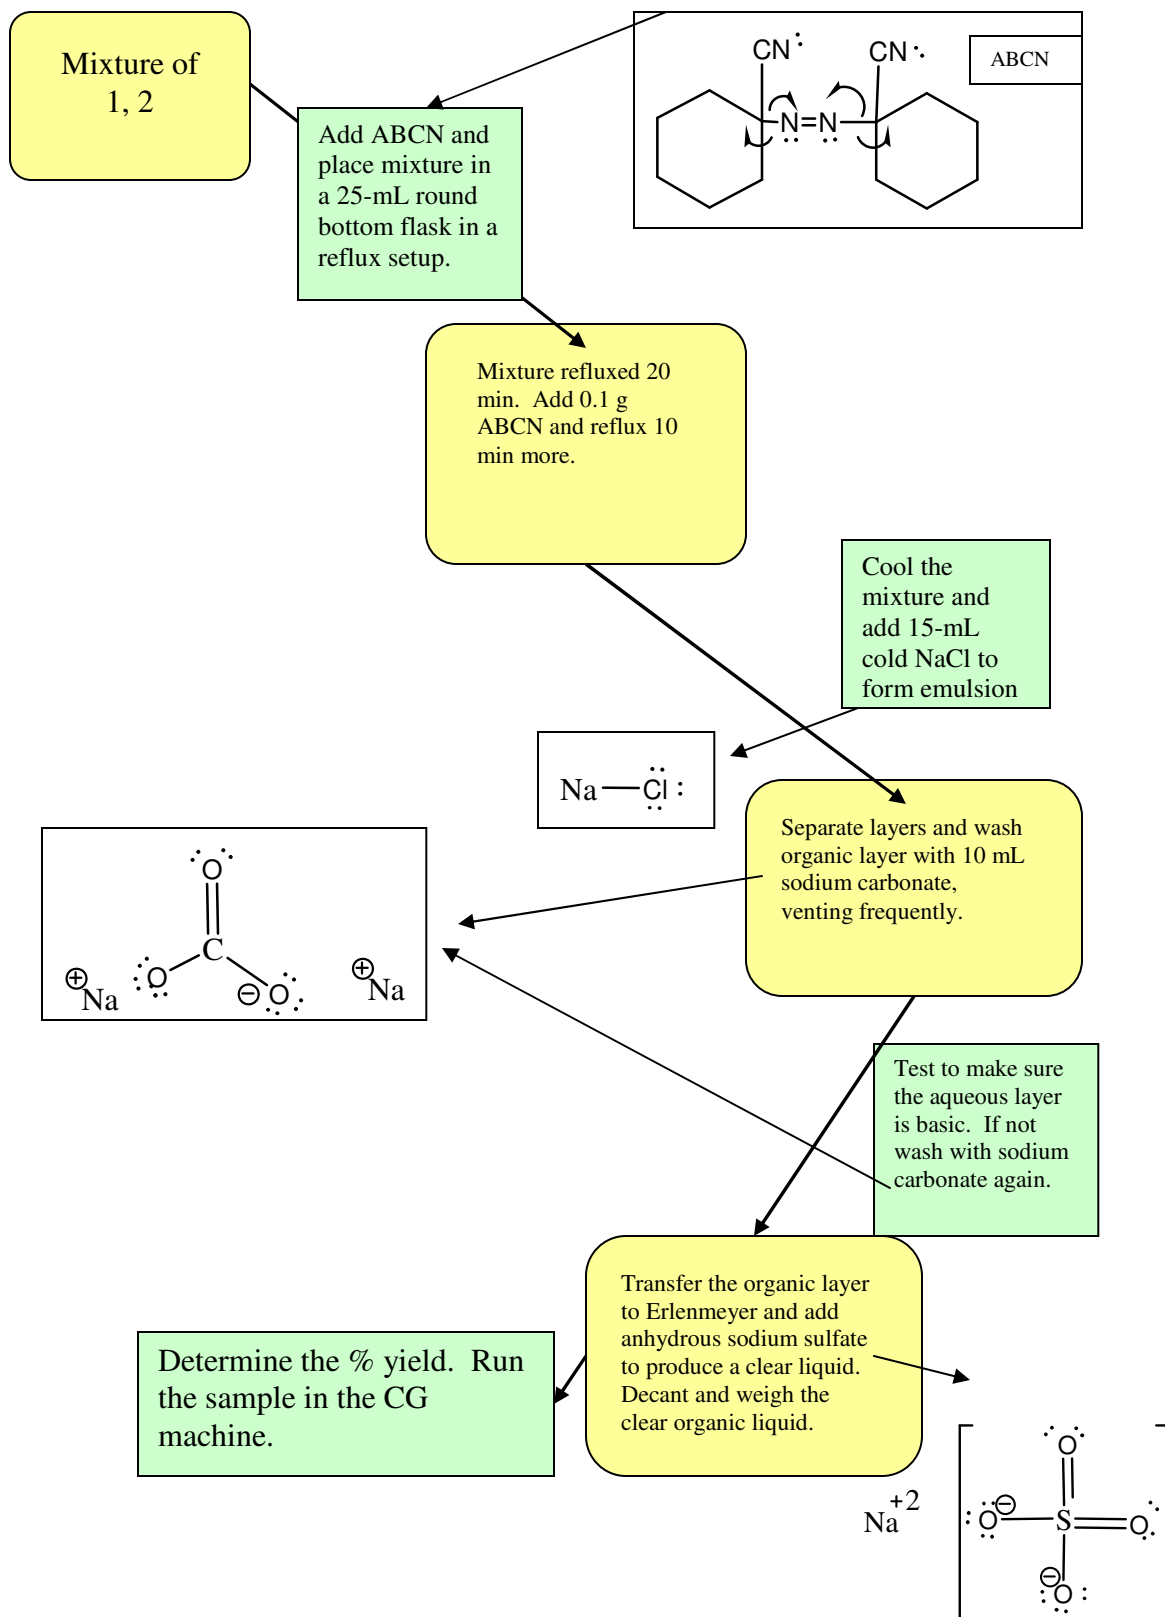 Mixture of
1, 2
CN
CN
ABCN
N=N
Add ABCN and
place mixture in
a 25-mL round
bottom flask in a
reflux setup.
Mixture refluxed 20
min.  Add 0.1 g
ABCN and reflux 10
min more.
Cool the
mixture and
add 15-mL
cold NaCl to
form emulsion
Na—Cl
Separate layers and wash
organic layer with 10 mL
sodium carbonate,
venting frequently.
O
C
O
O
⊕
Na
⊖
⊕
Na
Test to make sure
the aqueous layer
is basic.  If not
wash with sodium
carbonate again.
Transfer the organic layer
to Erlenmeyer and add
anhydrous sodium sulfate
to produce a clear liquid.
Decant and weigh the
clear organic liquid.
Determine the % yield.  Run
the sample in the CG
machine.
Na+2
O
⊖
O
S
O
⊖
O